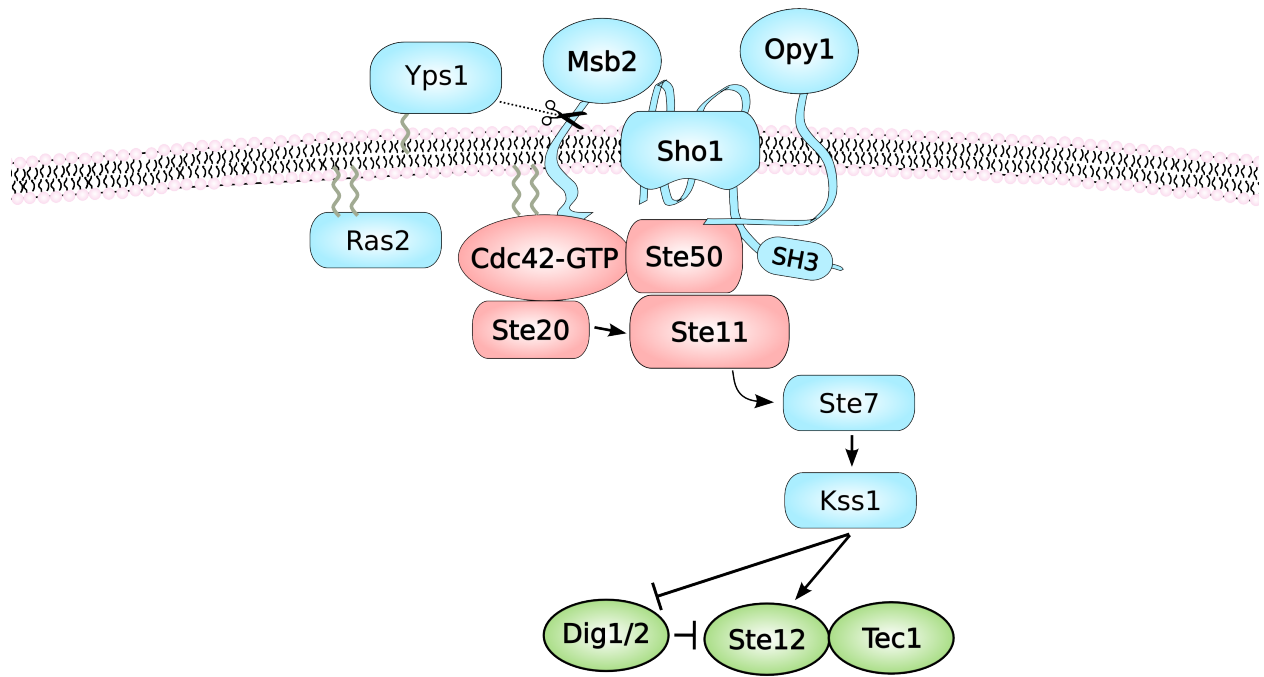 Yps1
Msb2
Opy1
Sho1
Ras2
Cdc42-GTP
Ste50
SH3
Ste20
Ste11
Ste7
Kss1
Dig1/2
Ste12
Tec1